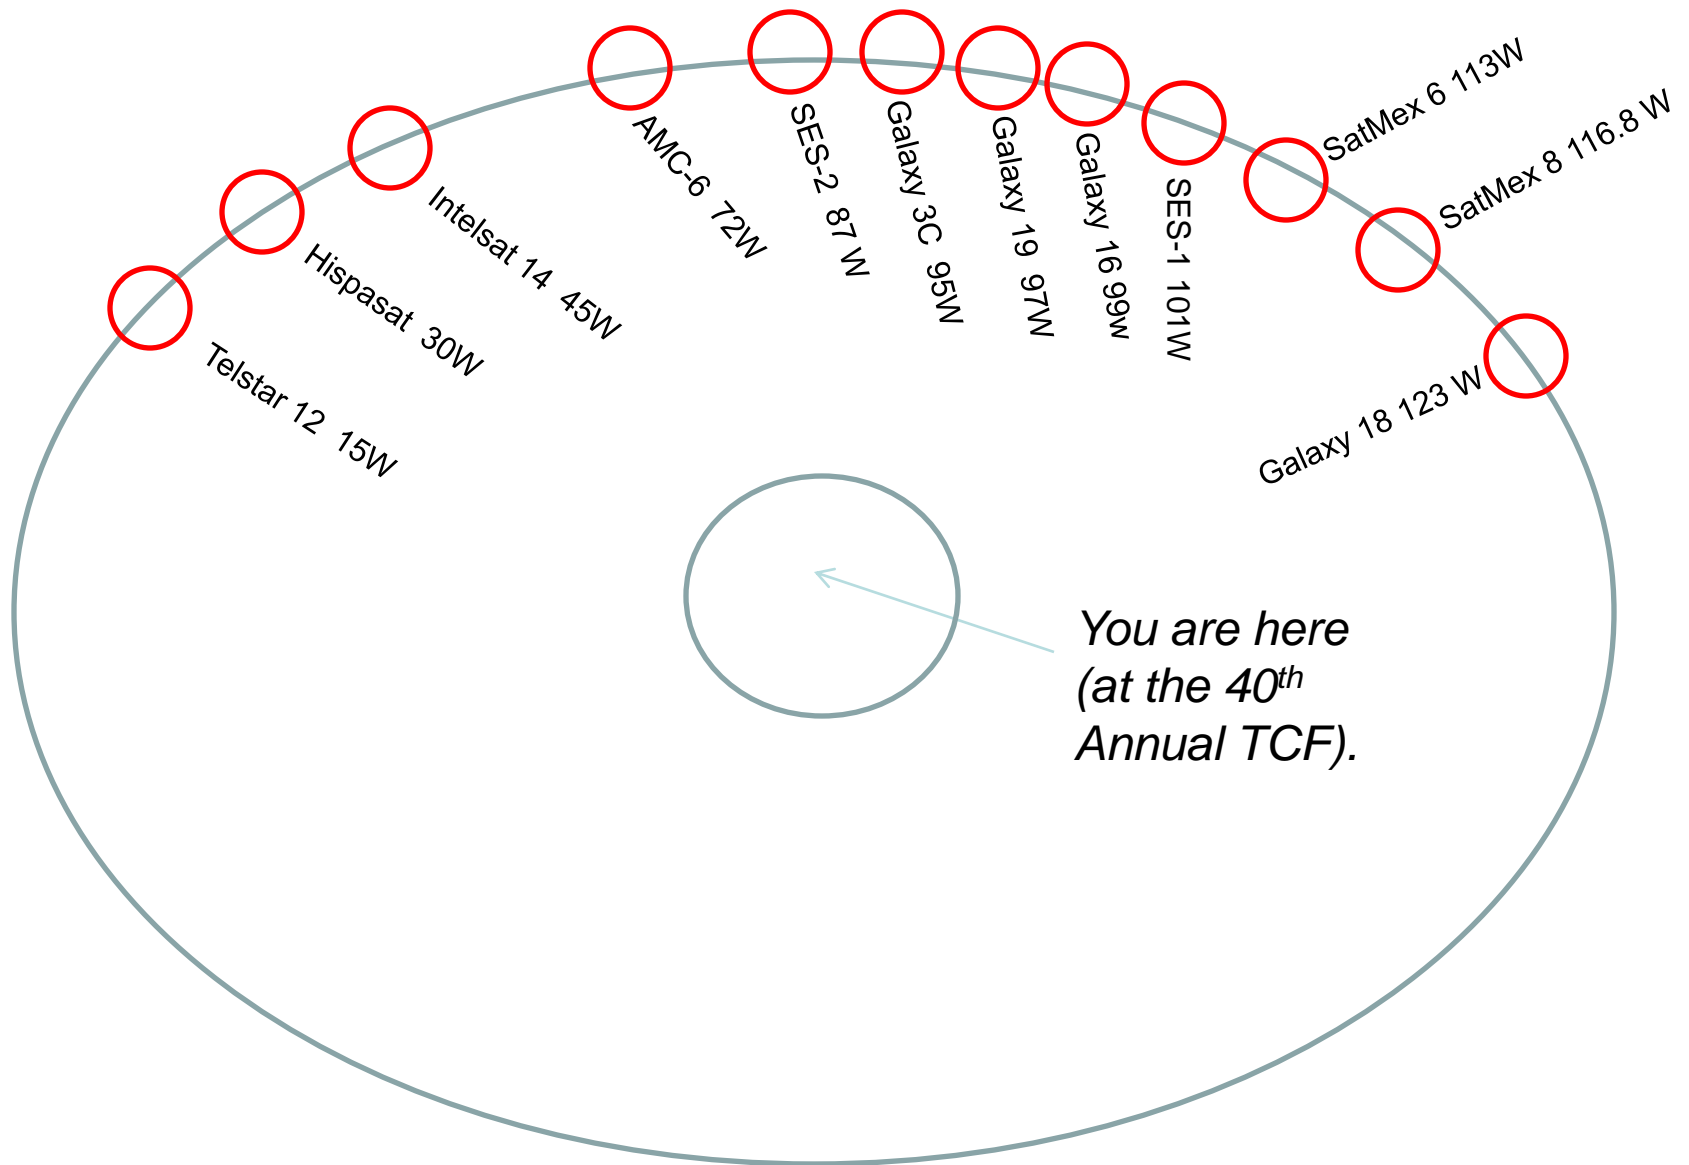 Telstar 12 15W
Hispasat 30W
Intelsat 14 45W
AMC-6 72W
SES-2 87 W
Galaxy 3C 95W
Galaxy 19 97W
Galaxy 16 99w
SES-1 101W
SatMex 6 113W
SatMex 8 116.8 W
Galaxy 18 123 W
You are here
(at the 40th
Annual TCF).